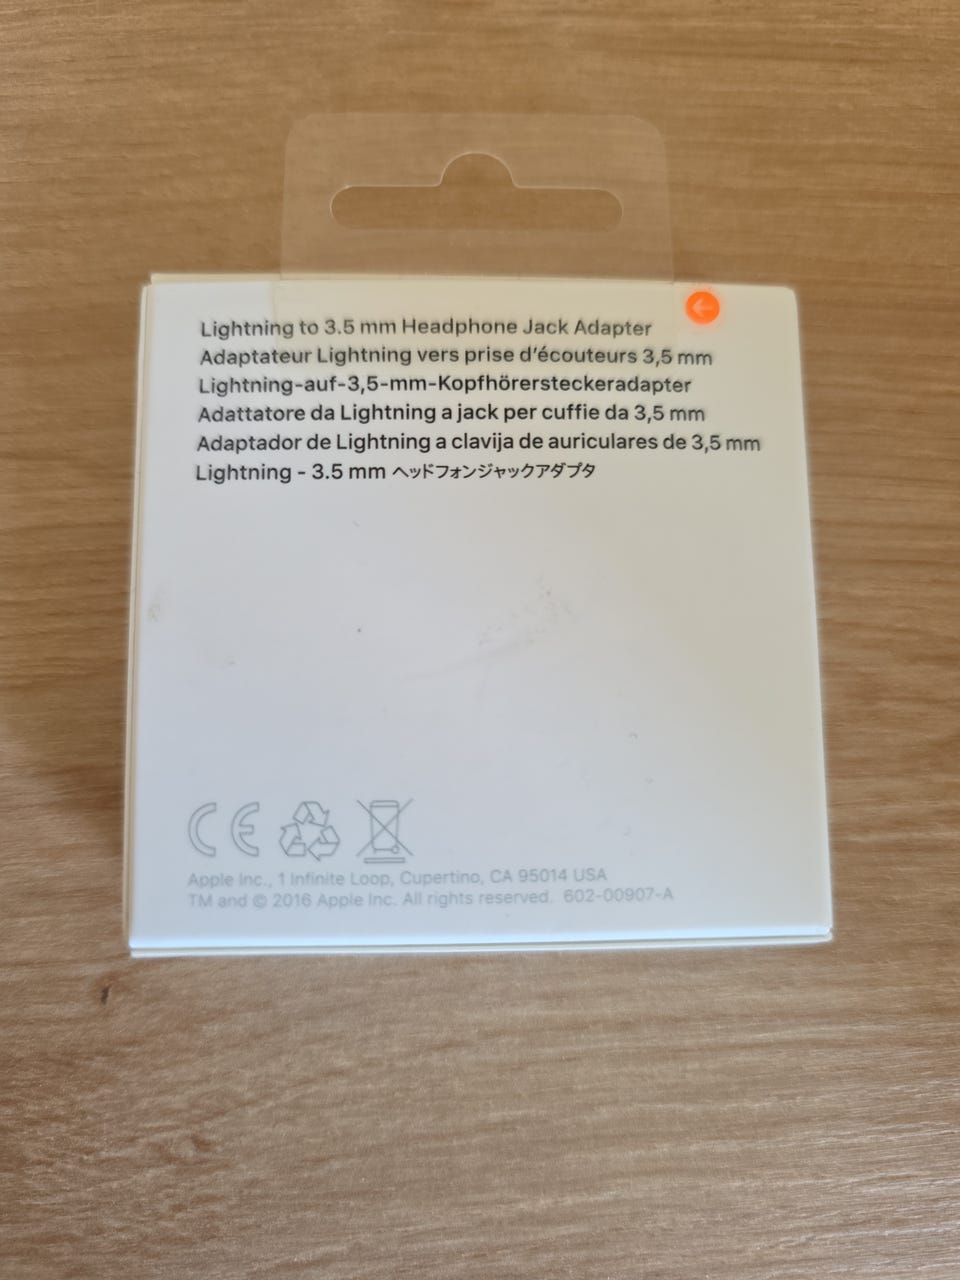 Lightning to 3.5 mm Headphone Jack Adapter
Adaptateur Lightning vers prise d’écouteurs 3,5 mm
Lightning-auf-3,5-mm-Kopfhörersteckeradapter
Adattatore da Lightning a jack per cuffie da 3,5 mm
Adaptador de Lightning a clavija de auriculares de 3,5 mm
Lightning - 3.5 mm ヘッドフォンジャックアダプタ
CE
Apple Inc., 1 Infinite Loop, Cupertino, CA 95014 USA
TM and © 2016 Apple Inc. All rights reserved. 602-00907-A